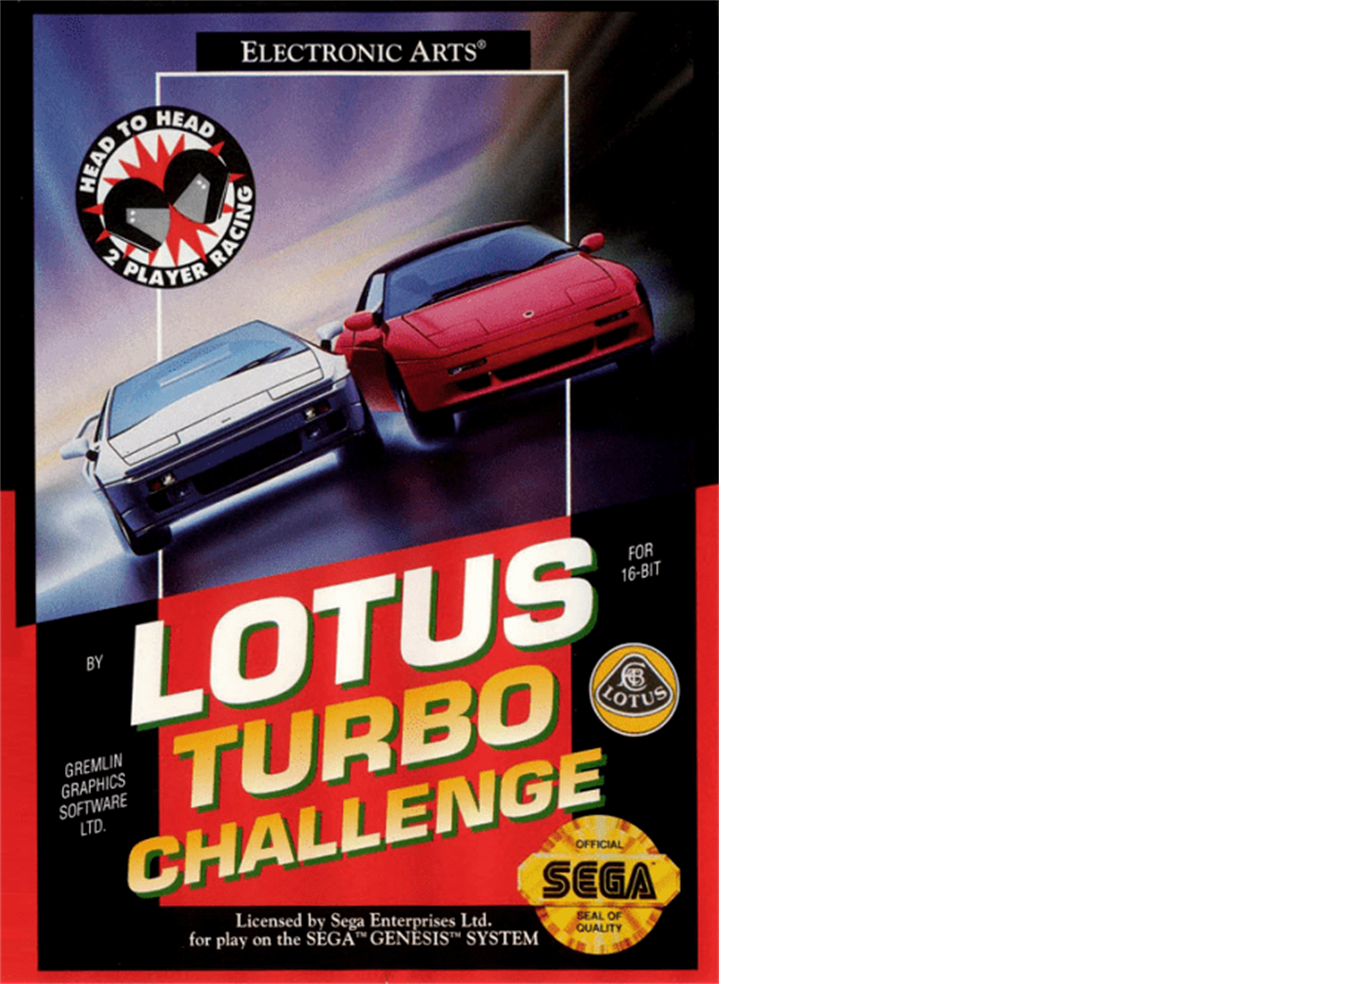 ELECTRONIC ARTS®
HEAD TO HEAD
2 PLAYER RACING
FOR
16-BIT
BY
LOTUS
TURBO
CHALLENGE
LOTUS
GREMLIN
GRAPHICS
SOFTWARE
LTD.
OFFICIAL
SEGA™
SEAL OF
QUALITY
Licensed by Sega Enterprises Ltd.
for play on the SEGA™ GENESIS™ SYSTEM